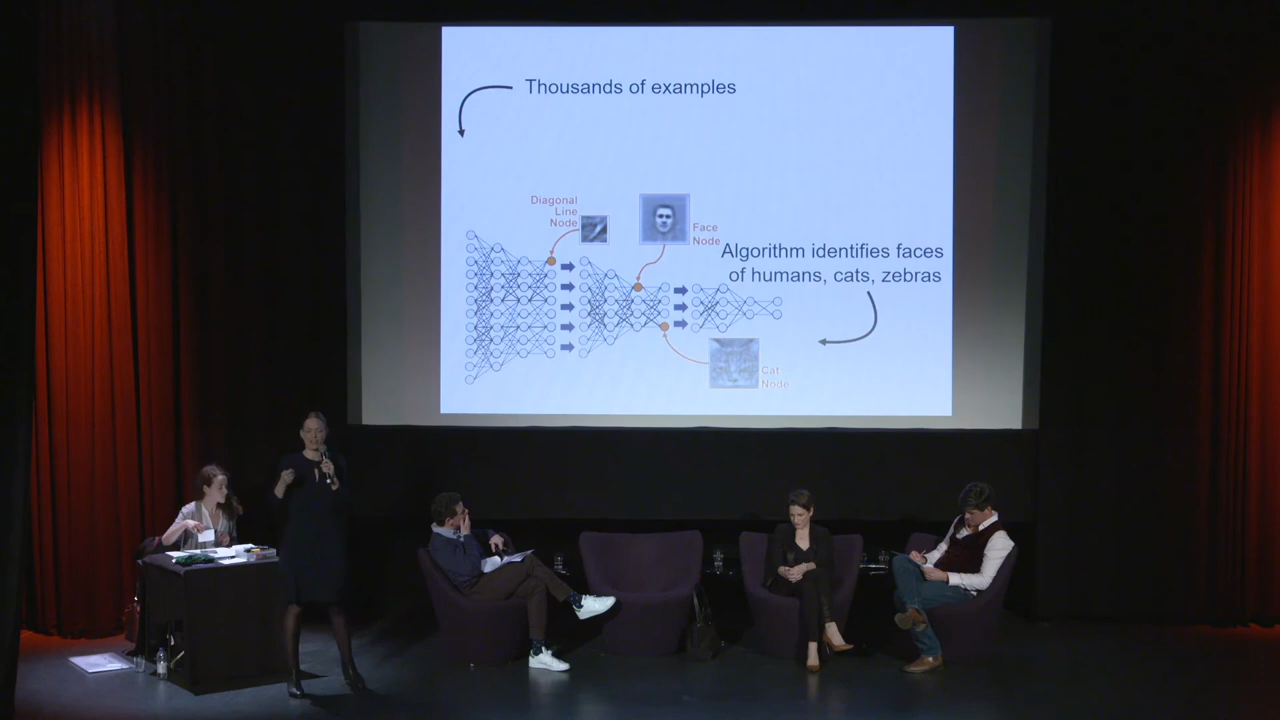 Thousands of examples
Diagonal
Line
Node
Face
Node
Algorithm identifies faces
of humans, cats, zebras
Cat
Node